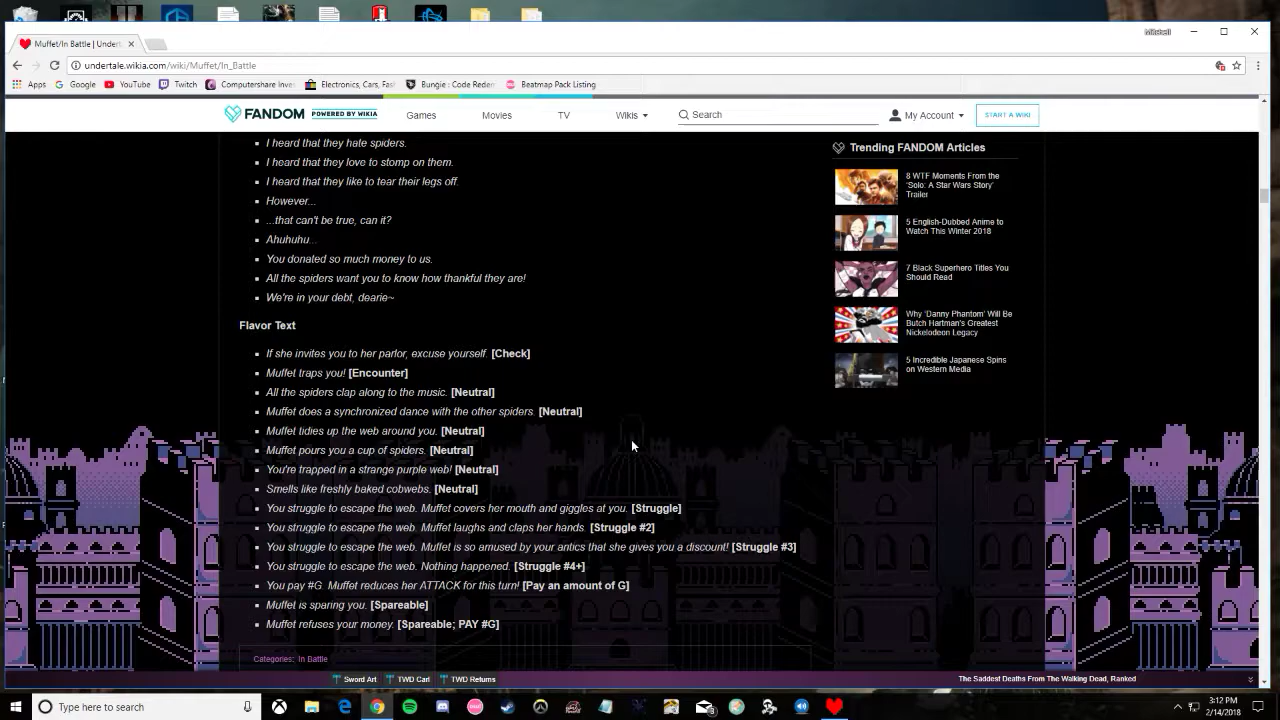 Mitchell
Muffet/In Battle | Undert
undertale.wikia.com/wiki/Muffet/In_Battle
Apps Google YouTube Twitch Computershare Inves Electronics, Cars, Fash Bungie : Code Redem Beatmap Pack Listing
FANDOM POWERED BY WIKIA Games Movies TV Wikis Search My Account START A WIKI
I heard that they hate spiders.
I heard that they love to stomp on them.
I heard that they like to tear their legs off.
However...
...that can't be true, can it?
Ahuhuhu...
You donated so much money to us.
All the spiders want you to know how thankful they are!
We're in your debt, dearie~
Flavor Text
If she invites you to her parlor, excuse yourself. [Check]
Muffet traps you! [Encounter]
All the spiders clap along to the music. [Neutral]
Muffet does a synchronized dance with the other spiders. [Neutral]
Muffet tidies up the web around you. [Neutral]
Muffet pours you a cup of spiders. [Neutral]
You're trapped in a strange purple web! [Neutral]
Smells like freshly baked cobwebs. [Neutral]
You struggle to escape the web. Muffet covers her mouth and giggles at you. [Struggle]
You struggle to escape the web. Muffet laughs and claps her hands. [Struggle #2]
You struggle to escape the web. Muffet is so amused by your antics that she gives you a discount! [Struggle #3]
You struggle to escape the web. Nothing happened. [Struggle #4+]
You pay #G. Muffet reduces her ATTACK for this turn! [Pay an amount of G]
Muffet is sparing you. [Spareable]
Muffet refuses your money. [Spareable; PAY #G]
Categories: In Battle
Trending FANDOM Articles
8 WTF Moments From the
'Solo: A Star Wars Story'
Trailer
5 English-Dubbed Anime to
Watch This Winter 2018
7 Black Superhero Titles You
Should Read
Why 'Danny Phantom' Will Be
Butch Hartman's Greatest
Nickelodeon Legacy
5 Incredible Japanese Spins
on Western Media
Sword Art TWD Carl TWD Returns The Saddest Deaths From The Walking Dead, Ranked
Type here to search
3:12 PM
2/14/2018